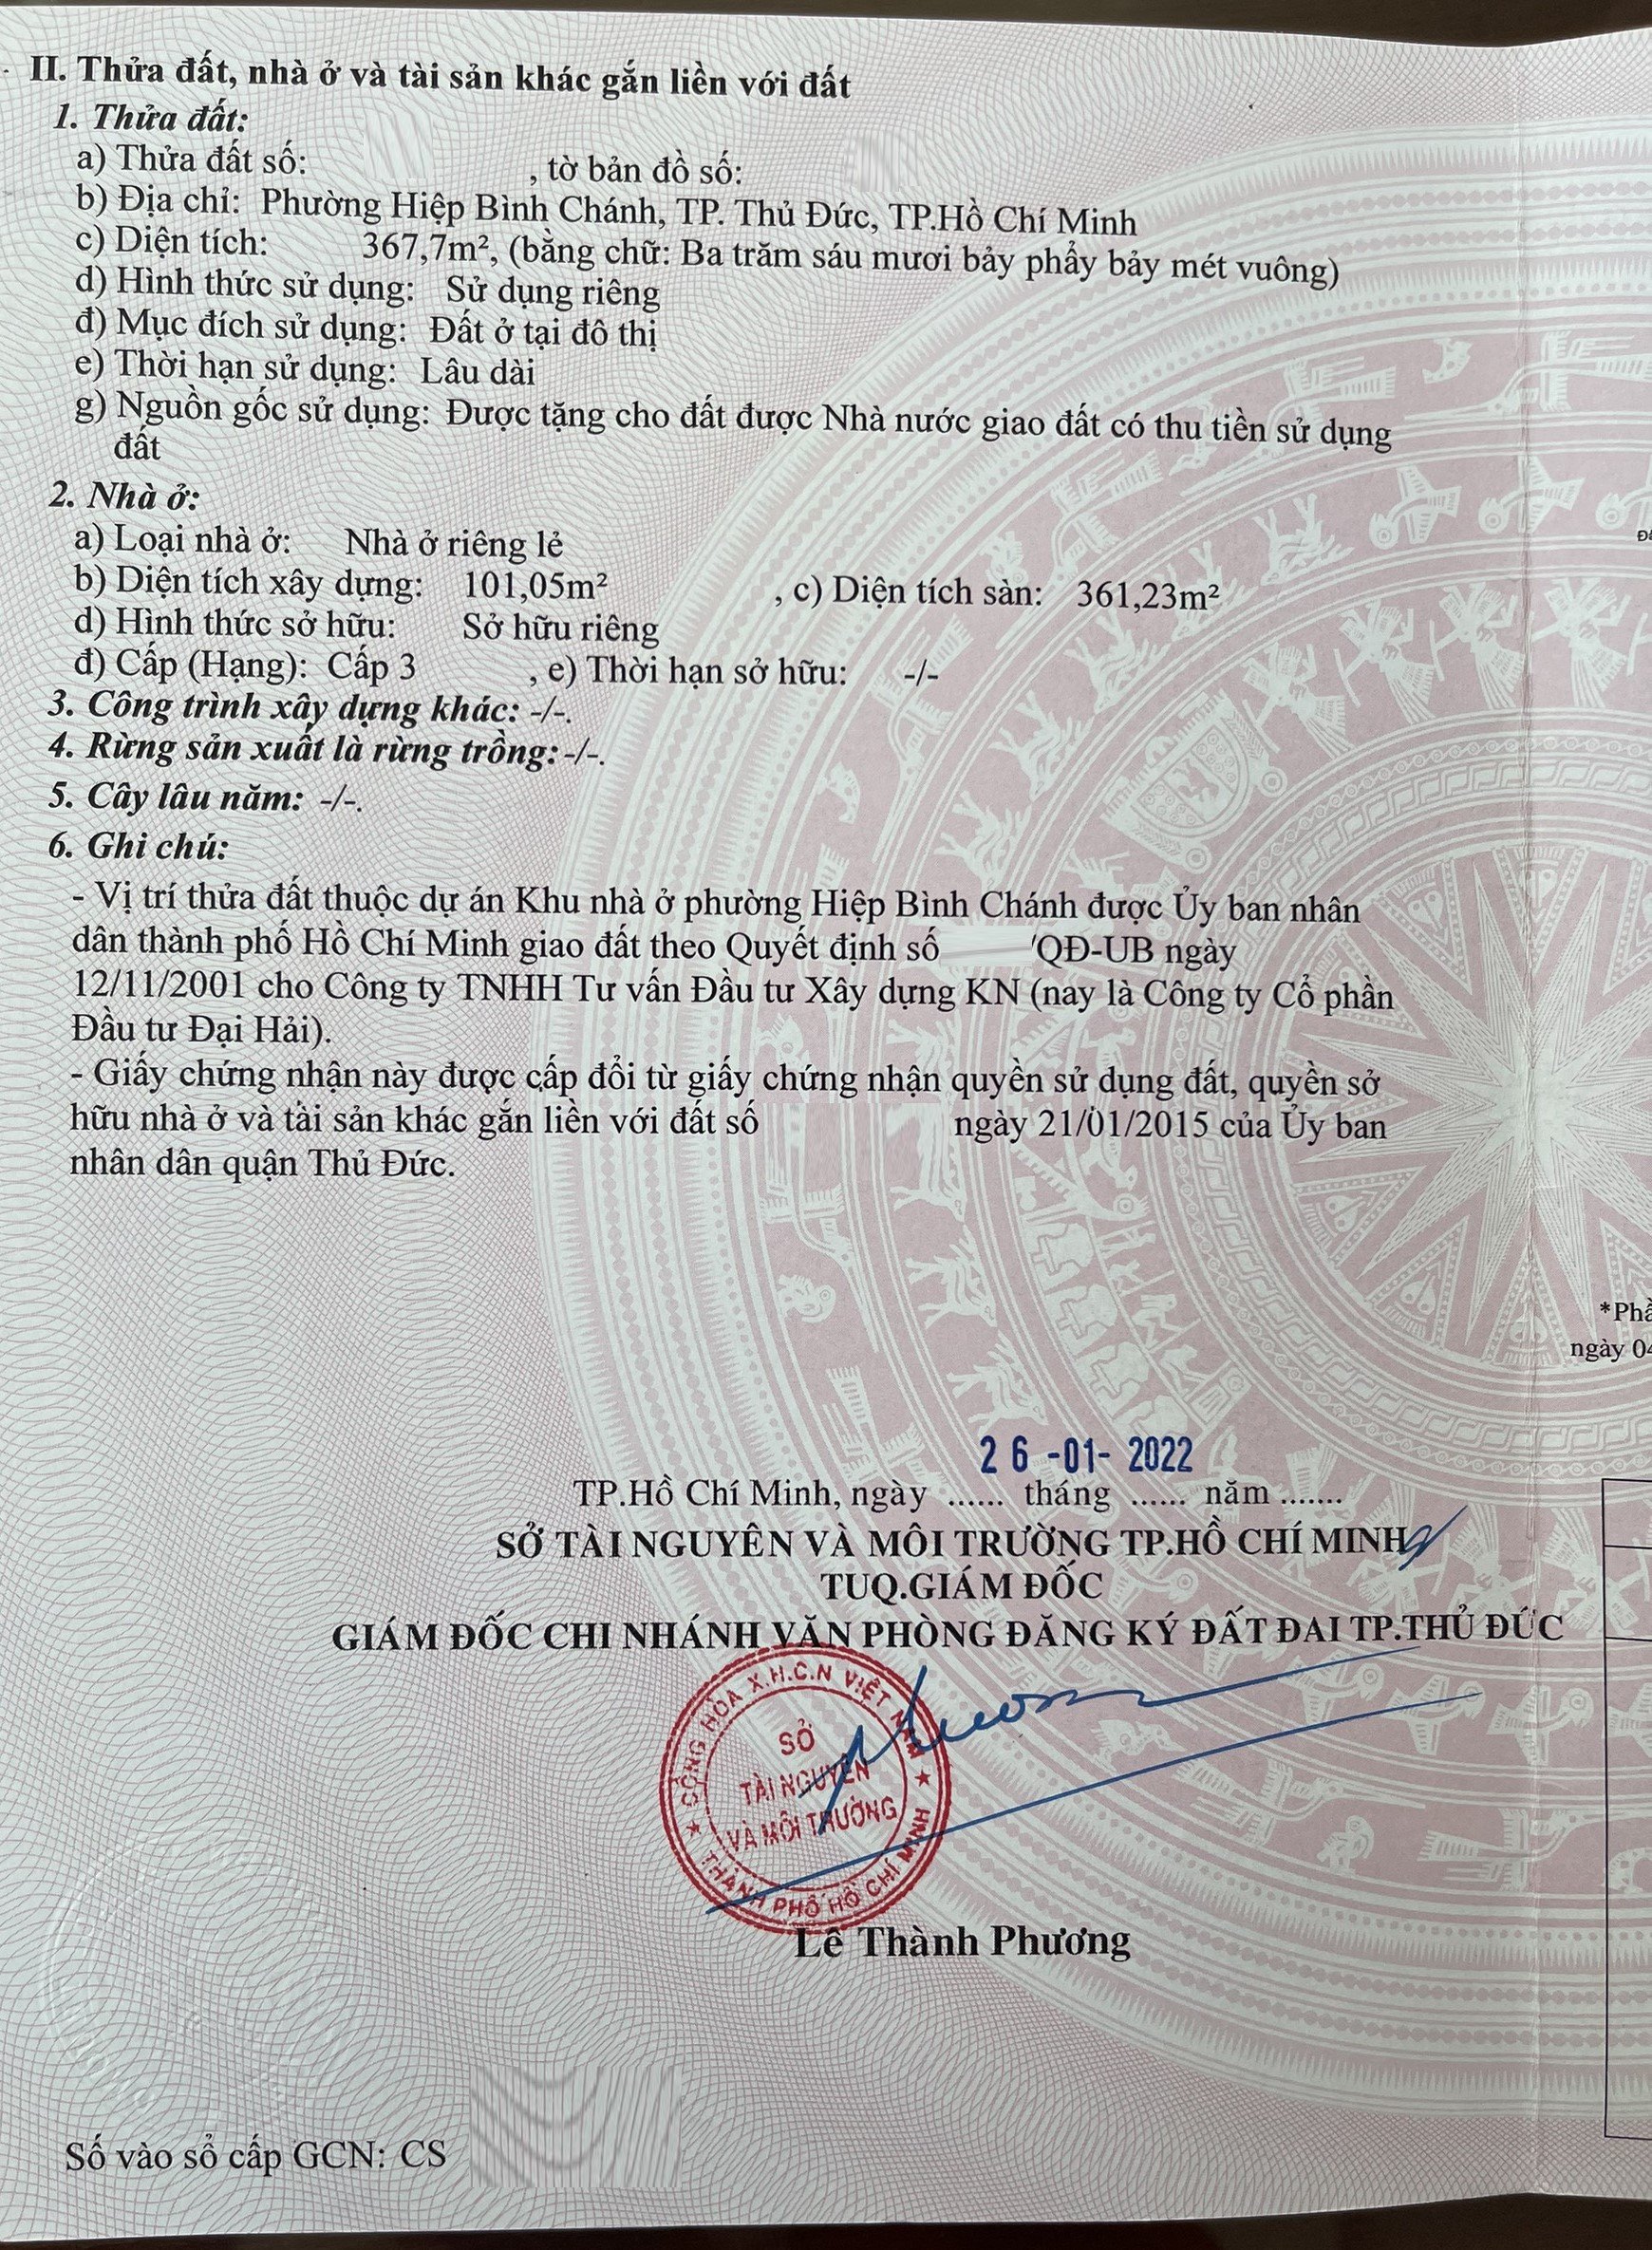 II. Thửa đất, nhà ở và tài sản khác gắn liền với đất
1. Thửa đất:
a) Thửa đất số: , tờ bản đồ số:
b) Địa chỉ: Phường Hiệp Bình Chánh, TP. Thủ Đức, TP.Hồ Chí Minh
c) Diện tích: 367,7m², (bằng chữ: Ba trăm sáu mươi bảy phẩy bảy mét vuông)
d) Hình thức sử dụng: Sử dụng riêng
đ) Mục đích sử dụng: Đất ở tại đô thị
e) Thời hạn sử dụng: Lâu dài
g) Nguồn gốc sử dụng: Được tặng cho đất được Nhà nước giao đất có thu tiền sử dụng
đất
2. Nhà ở:
a) Loại nhà ở: Nhà ở riêng lẻ
b) Diện tích xây dựng: 101,05m² , c) Diện tích sàn: 361,23m²
d) Hình thức sở hữu: Sở hữu riêng
đ) Cấp (Hạng): Cấp 3 , e) Thời hạn sở hữu: -/-
3. Công trình xây dựng khác: -/-.
4. Rừng sản xuất là rừng trồng: -/-.
5. Cây lâu năm: -/-.
6. Ghi chú:
- Vị trí thửa đất thuộc dự án Khu nhà ở phường Hiệp Bình Chánh được Ủy ban nhân
dân thành phố Hồ Chí Minh giao đất theo Quyết định số /QĐ-UB ngày
12/11/2001 cho Công ty TNHH Tư vấn Đầu tư Xây dựng KN (nay là Công ty Cổ phần
Đầu tư Đại Hải).
- Giấy chứng nhận này được cấp đổi từ giấy chứng nhận quyền sử dụng đất, quyền sở
hữu nhà ở và tài sản khác gắn liền với đất số ngày 21/01/2015 của Ủy ban
nhân dân quận Thủ Đức.
*Phầ
ngày 04
26 -01- 2022
TP.Hồ Chí Minh, ngày ...... tháng ...... năm .......
SỞ TÀI NGUYÊN VÀ MÔI TRƯỜNG TP.HỒ CHÍ MINH
TUQ.GIÁM ĐỐC
GIÁM ĐỐC CHI NHÁNH VĂN PHÒNG ĐĂNG KÝ ĐẤT ĐAI TP.THỦ ĐỨC
CỘNG HÒA X.H.C.N VIỆT NAM
SỞ
TÀI NGUYÊN
VÀ MÔI TRƯỜNG
THÀNH PHỐ HỒ CHÍ MINH
Lê Thành Phương
Số vào sổ cấp GCN: CS